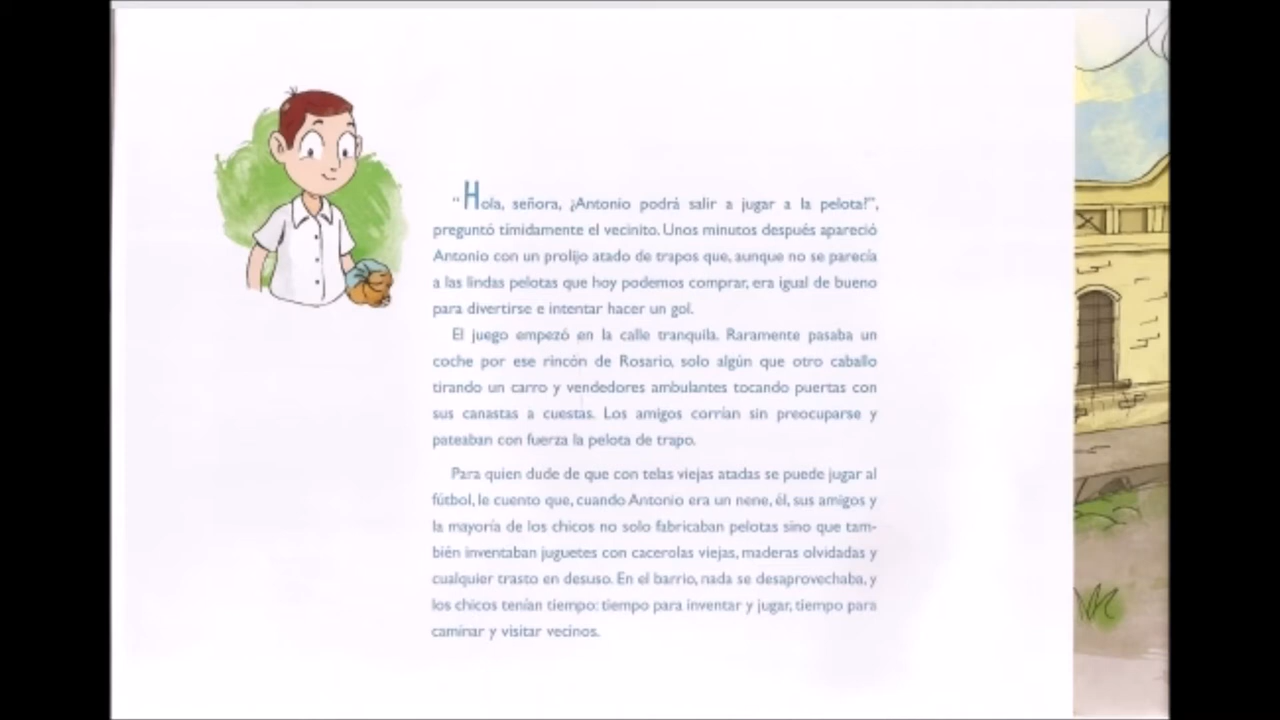 “Hola, señora, ¿Antonio podrá salir a jugar a la pelota?”,
preguntó tímidamente el vecinito. Unos minutos después apareció
Antonio con un prolijo atado de trapos que, aunque no se parecía
a las lindas pelotas que hoy podemos comprar, era igual de bueno
para divertirse e intentar hacer un gol.
El juego empezó en la calle tranquila. Raramente pasaba un
coche por ese rincón de Rosario, solo algún que otro caballo
tirando un carro y vendedores ambulantes tocando puertas con
sus canastas a cuestas. Los amigos corrían sin preocuparse y
pateaban con fuerza la pelota de trapo.
Para quien dude de que con telas viejas atadas se puede jugar al
fútbol, le cuento que, cuando Antonio era un nene, él, sus amigos y
la mayoría de los chicos no solo fabricaban pelotas sino que tam-
bién inventaban juguetes con cacerolas viejas, maderas olvidadas y
cualquier trasto en desuso. En el barrio, nada se desaprovechaba, y
los chicos tenían tiempo: tiempo para inventar y jugar, tiempo para
caminar y visitar vecinos.